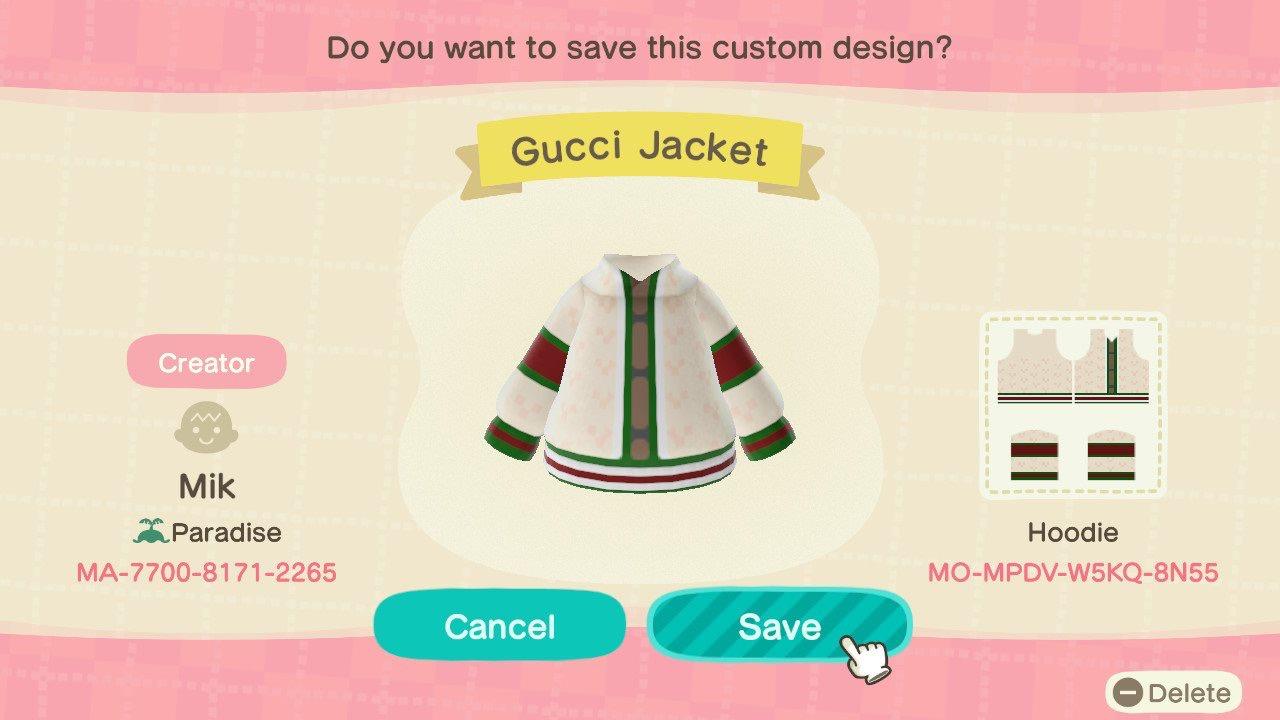 Do you want to save this custom design?
Gucci Jacket
Creator
Mik
Paradise
MA-7700-8171-2265
Hoodie
MO-MPDV-W5KQ-8N55
Cancel
Save
Delete